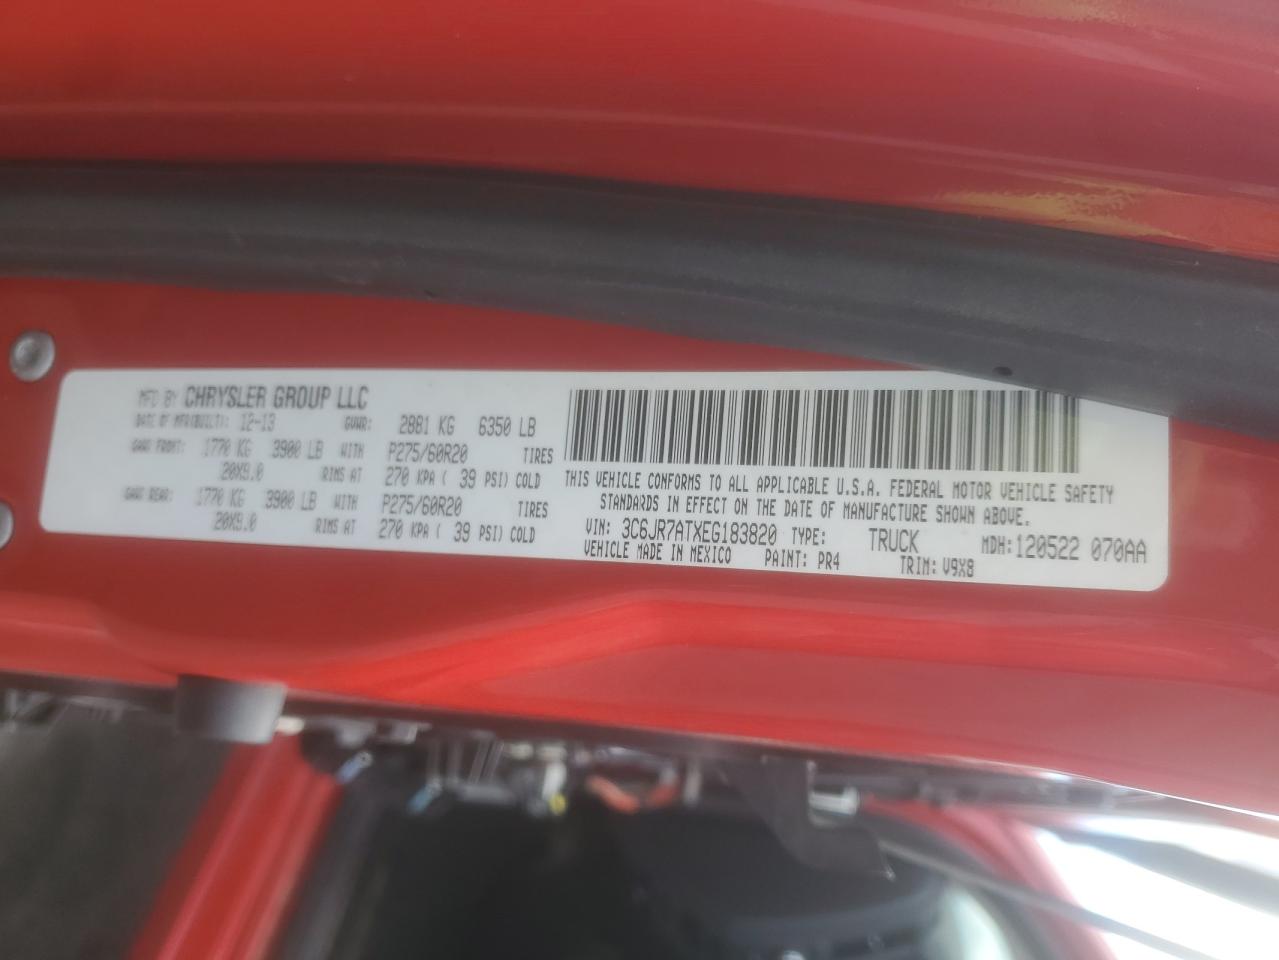 MFD BY CHRYSLER GROUP LLC
DATE OF MFR(BUILT): 12-13 GVWR: 2881 KG 6350 LB
GAWR FRONT: 1770 KG 3900 LB WITH P275/60R20 TIRES
20X9.0 RIMS AT 270 KPA ( 39 PSI) COLD
GAWR REAR: 1770 KG 3900 LB WITH P275/60R20 TIRES
20X9.0 RIMS AT 270 KPA ( 39 PSI) COLD
THIS VEHICLE CONFORMS TO ALL APPLICABLE U.S.A. FEDERAL MOTOR VEHICLE SAFETY
STANDARDS IN EFFECT ON THE DATE OF MANUFACTURE SHOWN ABOVE.
VIN: 3C6JR7ATXEG183820 TYPE: TRUCK MDH:120522 070AA
VEHICLE MADE IN MEXICO PAINT: PR4 TRIM: V9X8